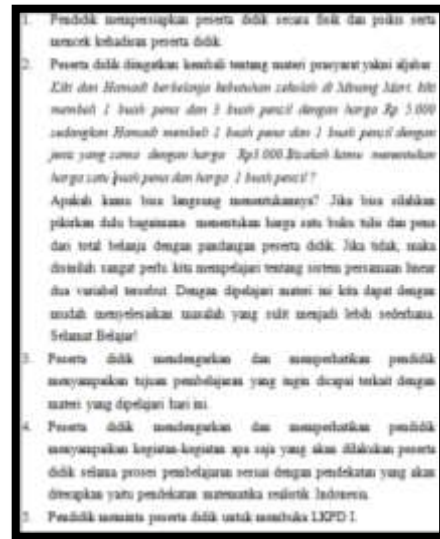 1. Pendidik mempersiapkan peserta didik secara fisik dan psikis serta
mencek kehadiran peserta didik
2. Peserta didik diingatkan kembali tentang materi prasyarat yakni aljabar
Kiki dan Hamadi berbelanja kebutuhan sekolah di Minang Mart. Kiki
membeli 1 buah pena dan 3 buah pencil dengan harga Rp 5.000
sedangkan Hamadi membeli 1 buah pena dan 1 buah pencil dengan
jenis yang sama dengan harga Rp3.000.Bisakah kamu menentukan
harga satu buah pena dan harga 1 buah pencil ?
Apakah kamu bisa langsung menentukannya? Jika bisa silahkan
pikirkan dulu bagaimana menentukan harga satu buku tulis dan pena
dari total belanja dengan pandangan peserta didik. Jika tidak, maka
disinilah sangat perlu kita mempelajari tentang sistem persamaan linear
dua variabel tersebut. Dengan dipelajari materi ini kita dapat dengan
mudah menyelesaikan masalah yang sulit menjadi lebih sederhana.
Selamat Belajar!
3. Peserta didik mendengarkan dan memperhatikan pendidik
menyampaikan tujuan pembelajaran yang ingin dicapai terkait dengan
materi yang dipelajari hari ini.
4. Peserta didik mendengarkan dan memperhatikan pendidik
menyampaikan kegiatan-kegiatan apa saja yang akan dilakukan peserta
didik selama proses pembelajaran sesuai dengan pendekatan yang akan
diterapkan yaitu pendekatan matematika realistik Indonesia.
5. Pendidik meminta peserta didik untuk membuka LKPD I.